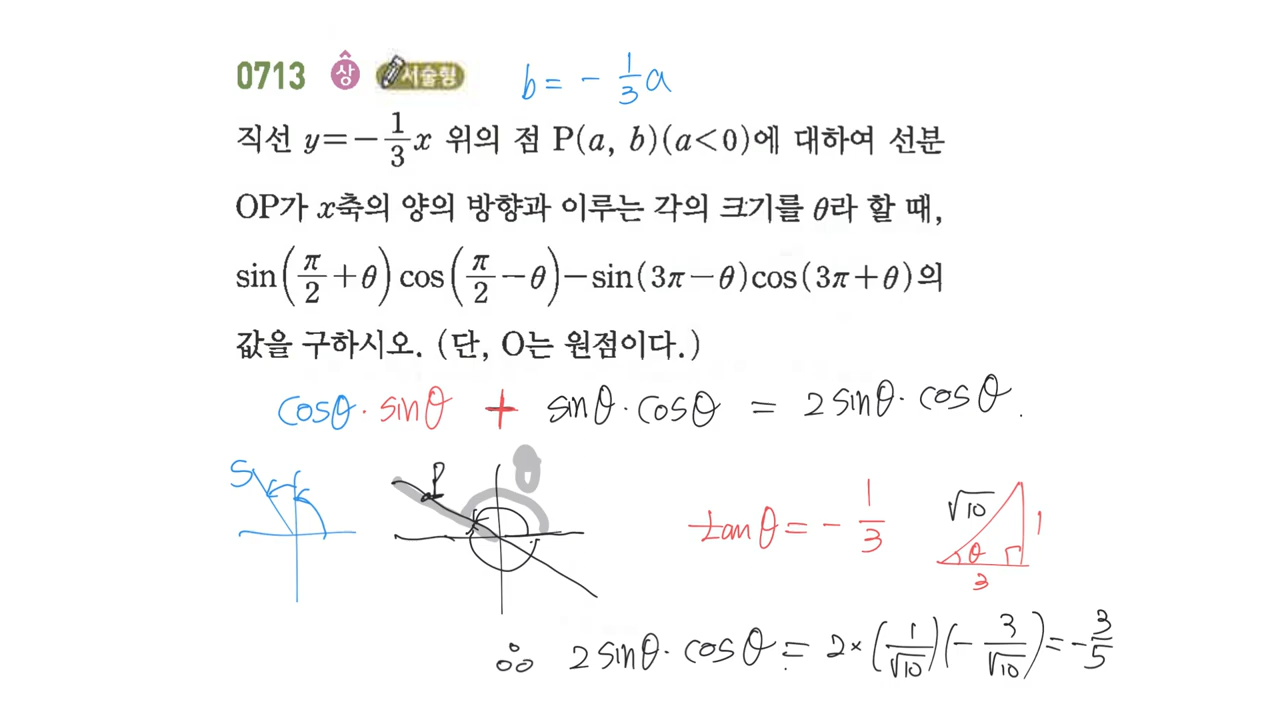 0713 상 서술형 b = - 1/3 a
직선 y=-1/3 x 위의 점 P(a, b)(a<0)에 대하여 선분
OP가 x축의 양의 방향과 이루는 각의 크기를 θ라 할 때,
sin(π/2+θ)cos(π/2-θ)-sin(3π-θ)cos(3π+θ)의
값을 구하시오. (단, O는 원점이다.)
cosθ · sinθ + sinθ · cosθ = 2sinθ · cosθ .
S P θ
tanθ = - 1/3 √10 1 θ 3
∴ 2sinθ · cosθ = 2 × (1/√10)(- 3/√10) = - 3/5